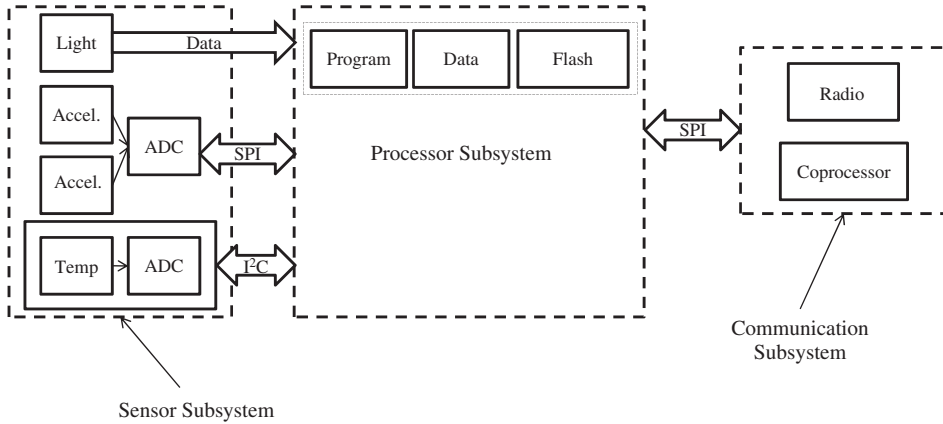 Light
Data
Program
Data
Flash
Accel.
ADC
SPI
Accel.
Processor Subsystem
SPI
Radio
Coprocessor
Temp
ADC
I²C
Communication
Subsystem
Sensor Subsystem